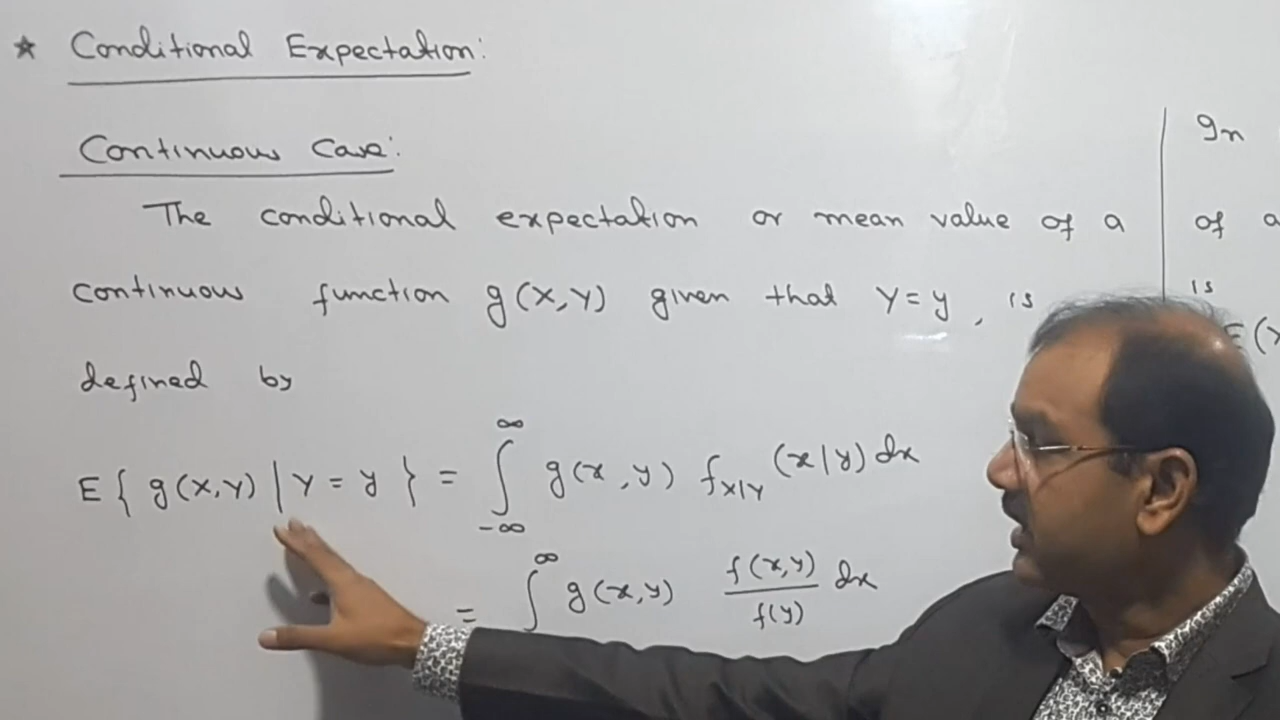 ★ Conditional Expectation:
Continuous Case:
The conditional expectation or mean value of a
continuous function g(X,Y) given that Y=y, is
defined by
E{ g(X,Y) | Y = y } = ∫_{-∞}^{∞} g(x,y) f_{X|Y}(x|y) dx
= ∫^{∞} g(x,y) f(x,y)/f(y) dx
In
of a
is
E(X